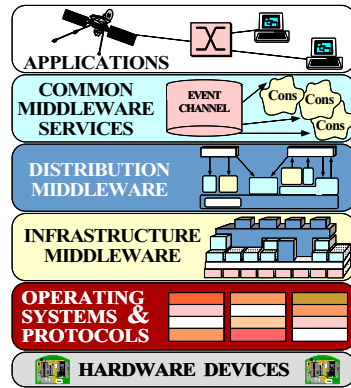 APPLICATIONS
COMMON
MIDDLEWARE
SERVICES
EVENT
CHANNEL
Cons
Cons
Cons
DISTRIBUTION
MIDDLEWARE
INFRASTRUCTURE
MIDDLEWARE
OPERATING
SYSTEMS &
PROTOCOLS
HARDWARE DEVICES